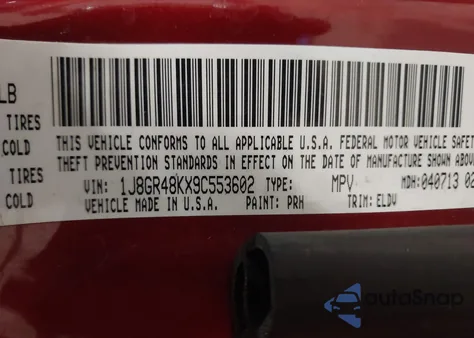 LB
TIRES
COLD
THIS VEHICLE CONFORMS TO ALL APPLICABLE U.S.A. FEDERAL MOTOR VEHICLE SAFET
THEFT PREVENTION STANDARDS IN EFFECT ON THE DATE OF MANUFACTURE SHOWN ABO
TIRES
COLD
VIN: 1J8GR48KX9C553602 TYPE: MPV MDH:040713 02
VEHICLE MADE IN U.S.A. PAINT: PRH TRIM: ELDV
autoSnap